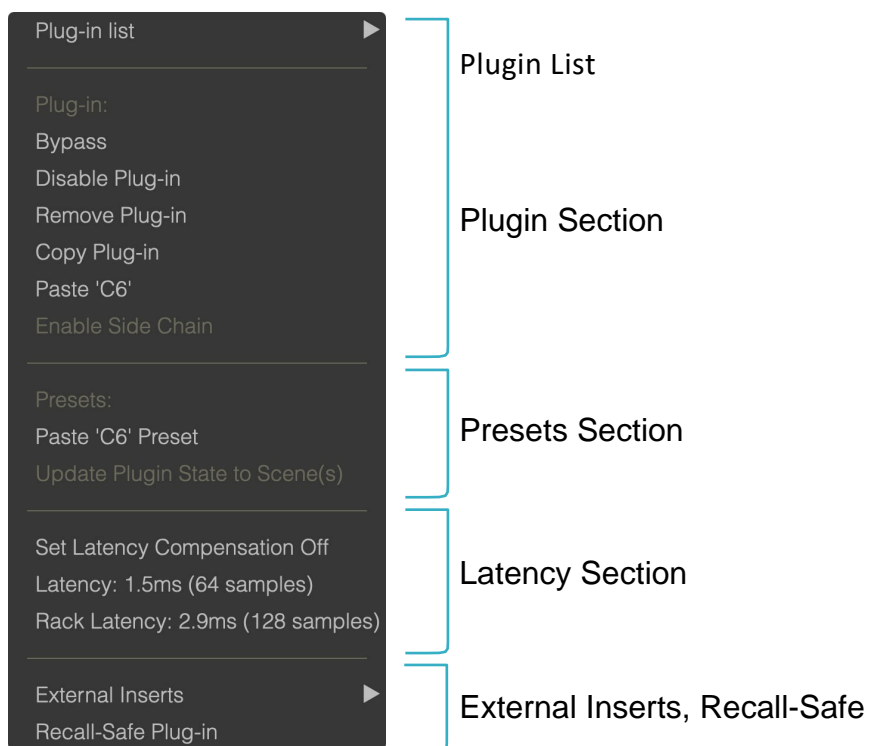 Plug-in list
Plugin List
Plug-in:
Bypass
Disable Plug-in
Remove Plug-in
Copy Plug-in
Paste 'C6'
Enable Side Chain
Plugin Section
Presets:
Paste 'C6' Preset
Update Plugin State to Scene(s)
Presets Section
Set Latency Compensation Off
Latency: 1.5ms (64 samples)
Rack Latency: 2.9ms (128 samples)
Latency Section
External Inserts
Recall-Safe Plug-in
External Inserts, Recall-Safe